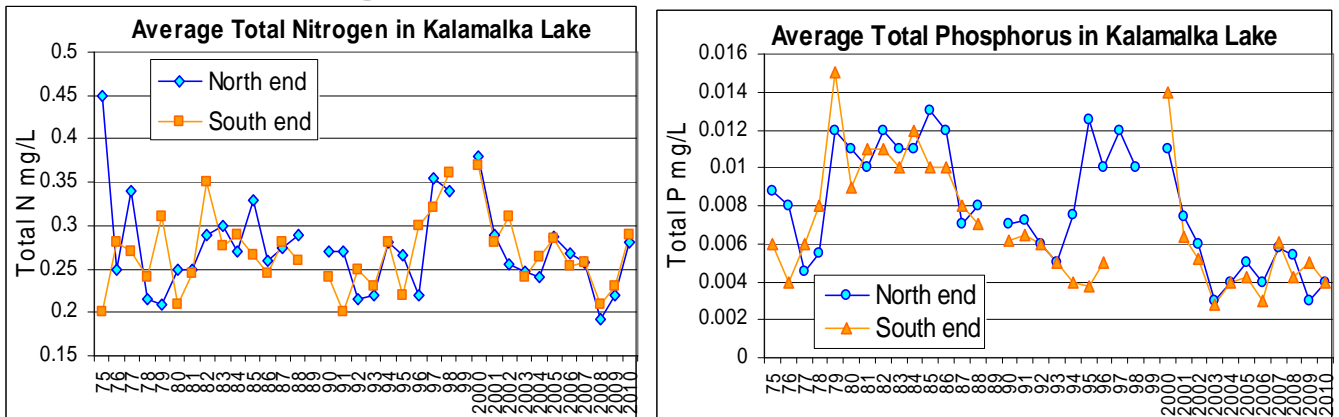 Average Total Nitrogen in Kalamalka Lake
0.5
0.45
0.4
0.35
0.3
0.25
0.2
0.15
Total N mg/L
North end
South end
75 76 77 78 79 80 81 82 83 84 85 86 87 88 89 90 91 92 93 94 95 96 97 98 99 2000 2001 2002 2003 2004 2005 2006 2007 2008 2009 2010
Average Total Phosphorus in Kalamalka Lake
0.016
0.014
0.012
0.01
0.008
0.006
0.004
0.002
0
Total P mg/L
North end
South end
75 76 77 78 79 80 81 82 83 84 85 86 87 88 89 90 91 92 93 94 95 96 97 98 99 2000 2001 2002 2003 2004 2005 2006 2007 2008 2009 2010